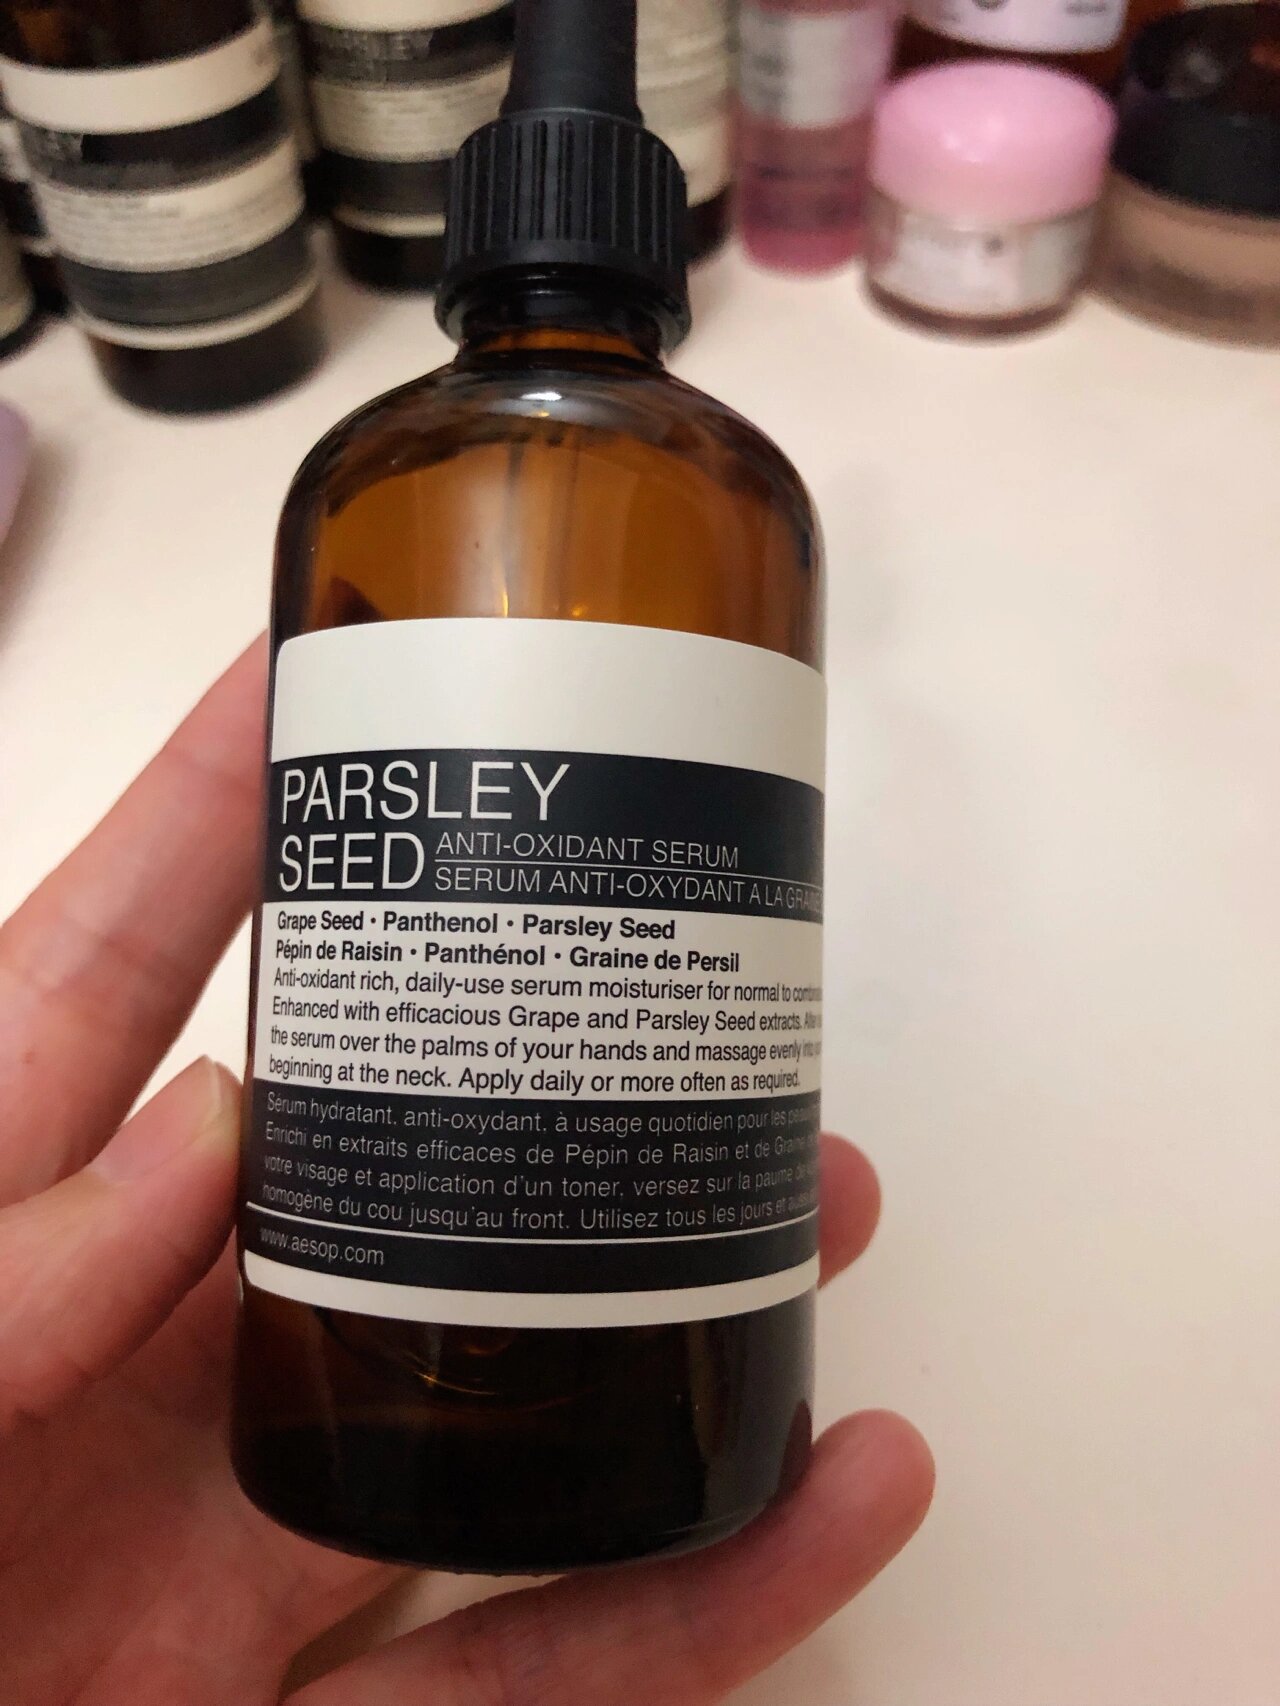 PARSLEY
PARSLEY
SEED ANTI-OXIDANT SERUM
SERUM ANTI-OXYDANT A LA GRAINE
Grape Seed · Panthenol · Parsley Seed
Pépin de Raisin · Panthénol · Graine de Persil
Anti-oxidant rich, daily-use serum moisturiser for normal to
Enhanced with efficacious Grape and Parsley Seed extracts.
the serum over the palms of your hands and massage evenly
beginning at the neck. Apply daily or more often as required.
Serum hydratant, anti-oxydant, à usage quotidien pour les
Enrichi en extraits efficaces de Pépin de Raisin et de
votre visage et application d'un toner, versez sur la paume
homogène du cou jusqu'au front. Utilisez tous les jours et
www.aesop.com